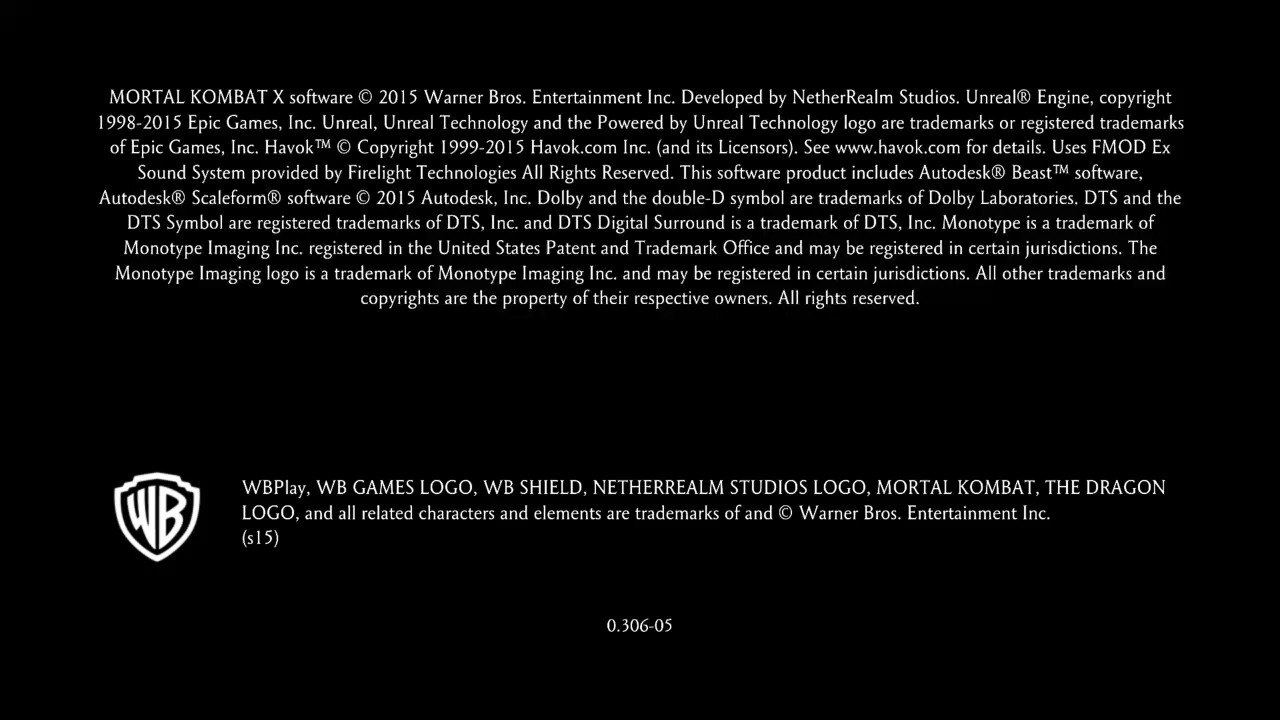 MORTAL KOMBAT X software © 2015 Warner Bros. Entertainment Inc. Developed by NetherRealm Studios. Unreal® Engine, copyright
1998-2015 Epic Games, Inc. Unreal, Unreal Technology and the Powered by Unreal Technology logo are trademarks or registered trademarks
of Epic Games, Inc. Havok™ © Copyright 1999-2015 Havok.com Inc. (and its Licensors). See www.havok.com for details. Uses FMOD Ex
Sound System provided by Firelight Technologies All Rights Reserved. This software product includes Autodesk® Beast™ software,
Autodesk® Scaleform® software © 2015 Autodesk, Inc. Dolby and the double-D symbol are trademarks of Dolby Laboratories. DTS and the
DTS Symbol are registered trademarks of DTS, Inc. and DTS Digital Surround is a trademark of DTS, Inc. Monotype is a trademark of
Monotype Imaging Inc. registered in the United States Patent and Trademark Office and may be registered in certain jurisdictions. The
Monotype Imaging logo is a trademark of Monotype Imaging Inc. and may be registered in certain jurisdictions. All other trademarks and
copyrights are the property of their respective owners. All rights reserved.
WB
WBPlay, WB GAMES LOGO, WB SHIELD, NETHERREALM STUDIOS LOGO, MORTAL KOMBAT, THE DRAGON
LOGO, and all related characters and elements are trademarks of and © Warner Bros. Entertainment Inc.
(s15)
0.306-05